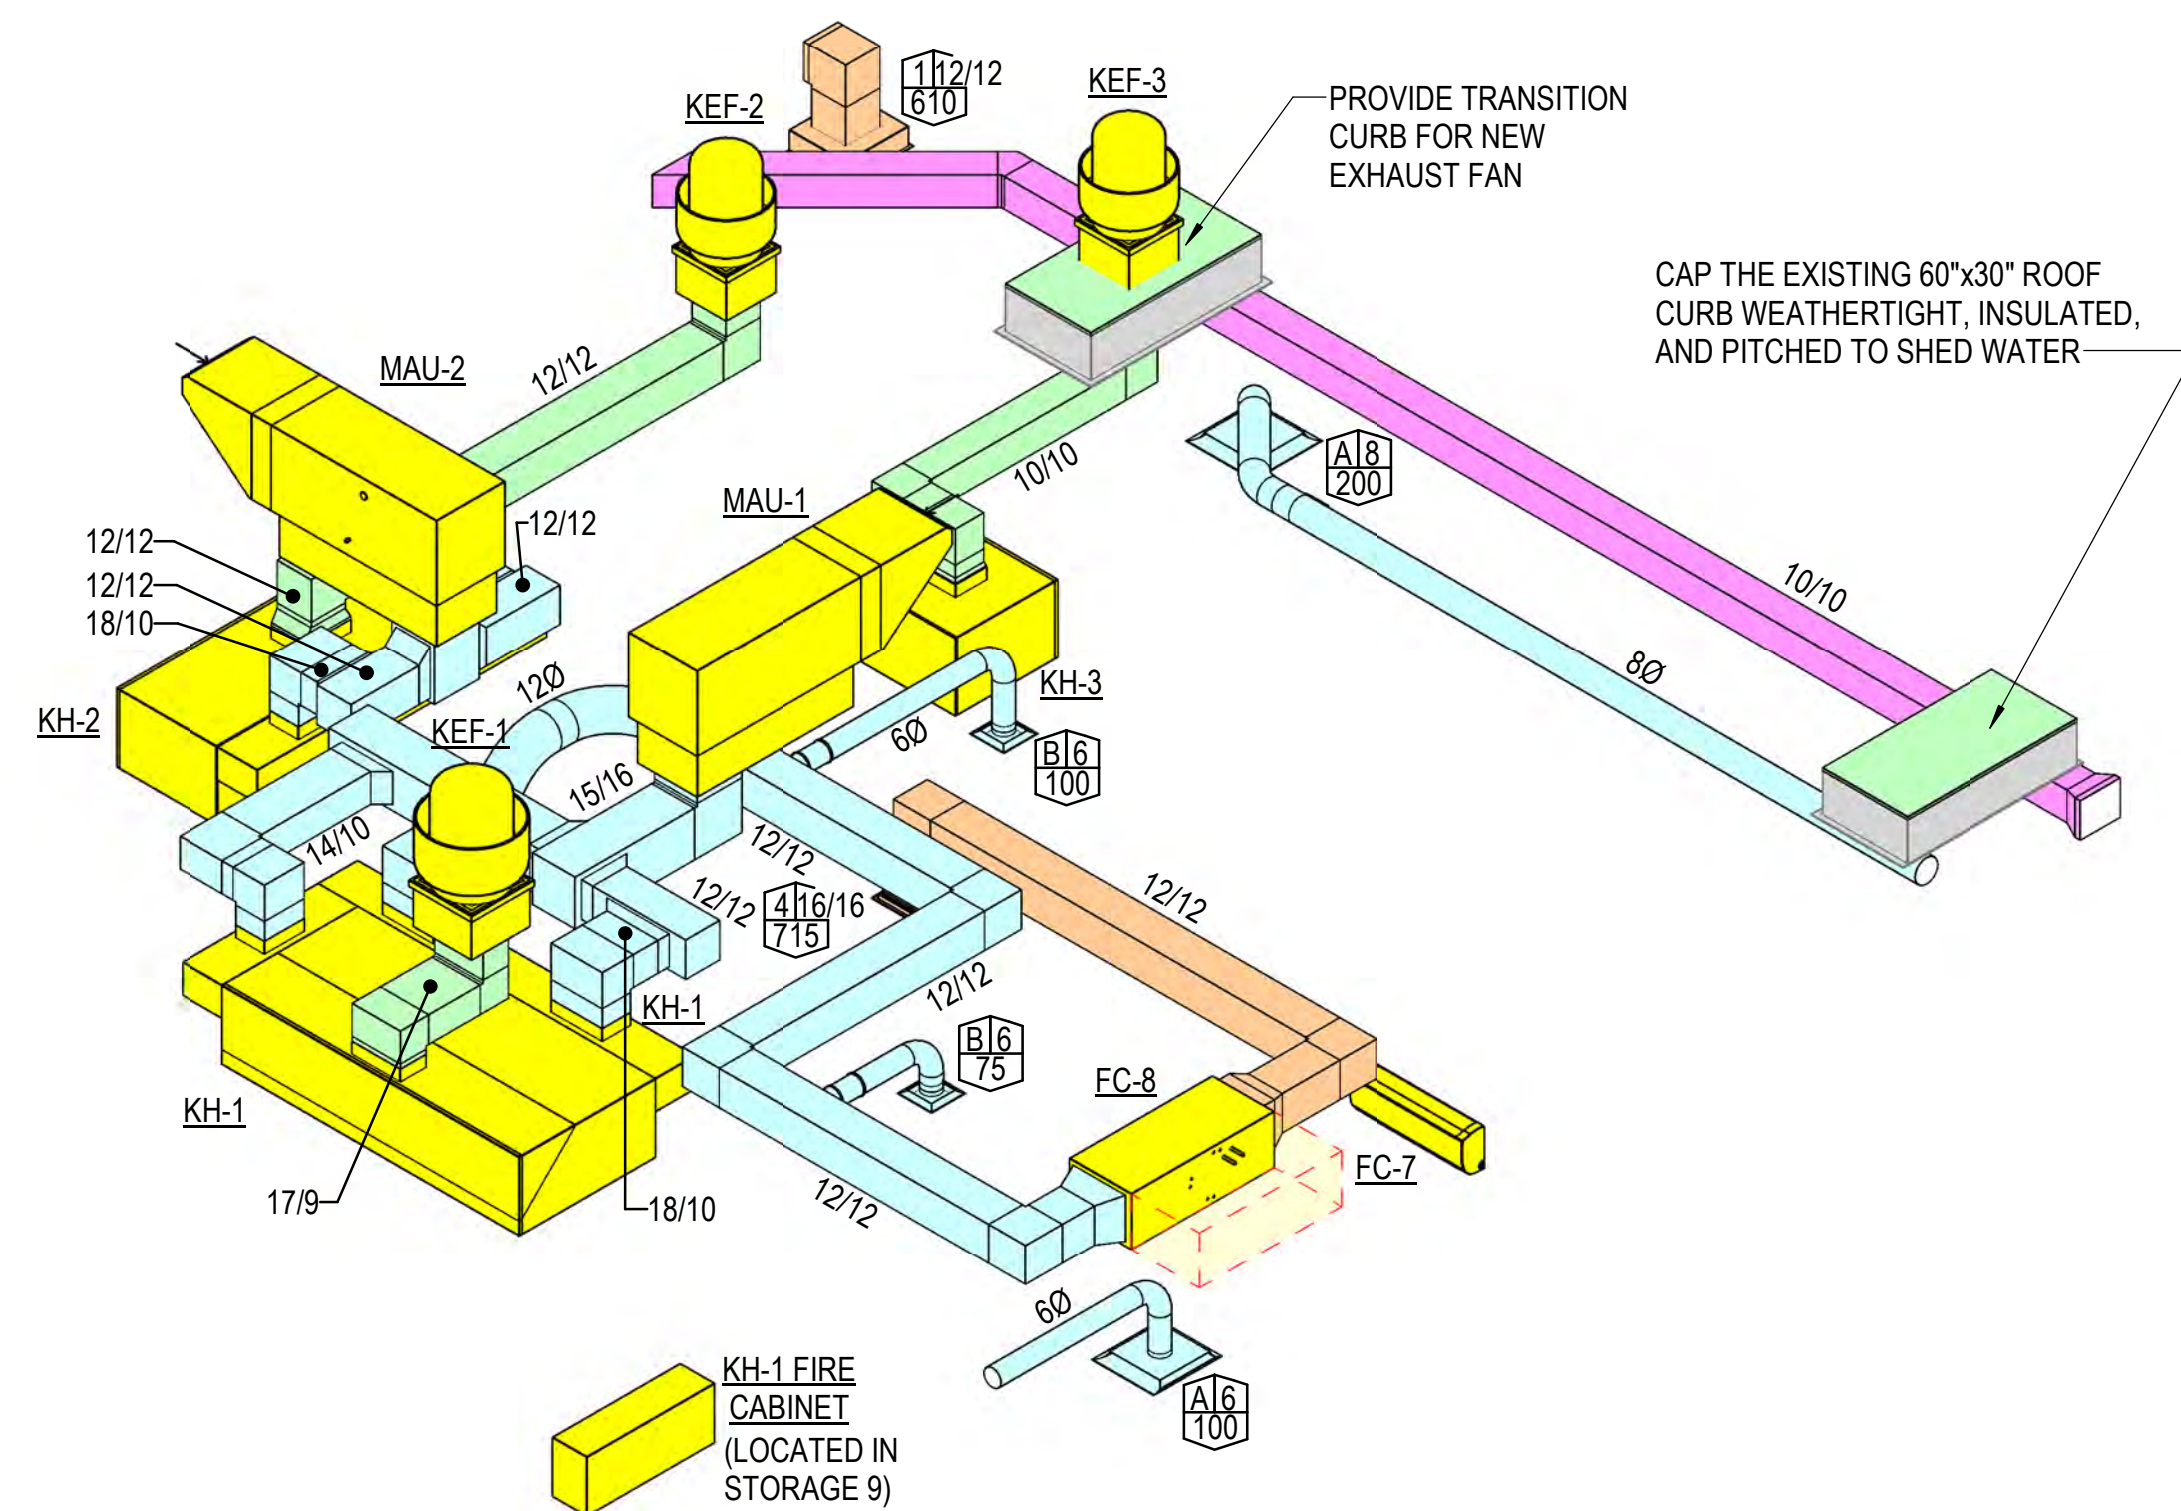 KEF-2
1 12/12
610
KEF-3
PROVIDE TRANSITION
CURB FOR NEW
EXHAUST FAN
CAP THE EXISTING 60"x30" ROOF
CURB WEATHERTIGHT, INSULATED,
AND PITCHED TO SHED WATER
MAU-2
12/12
10/10
A 8
200
MAU-1
12/12
12/12
12/12
18/10
10/10
8Ø
KH-2
12Ø
KEF-1
KH-3
6Ø
B 6
100
15/16
14/10
12/12
12/12
4 16/16
715
12/12
12/12
KH-1
B 6
75
FC-8
KH-1
FC-7
17/9
18/10
12/12
6Ø
A 6
100
KH-1 FIRE
CABINET
(LOCATED IN
STORAGE 9)